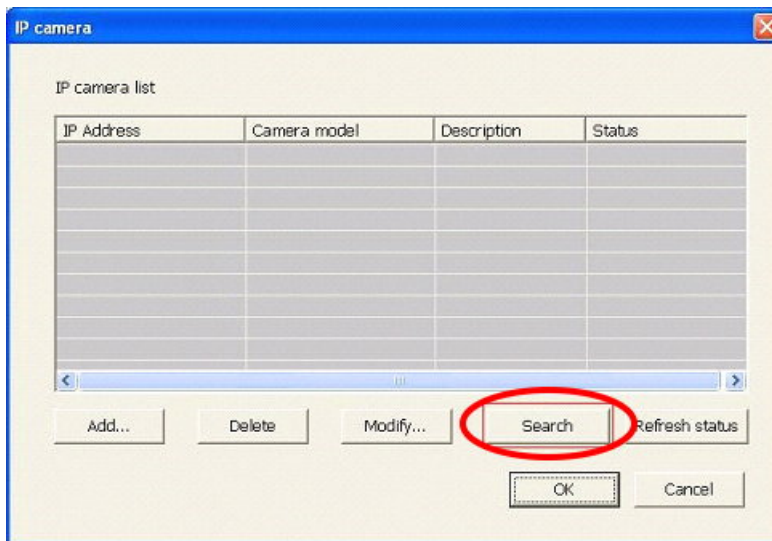 IP camera
IP camera list
IP Address Camera model Description Status
Add... Delete Modify... Search Refresh status
OK Cancel